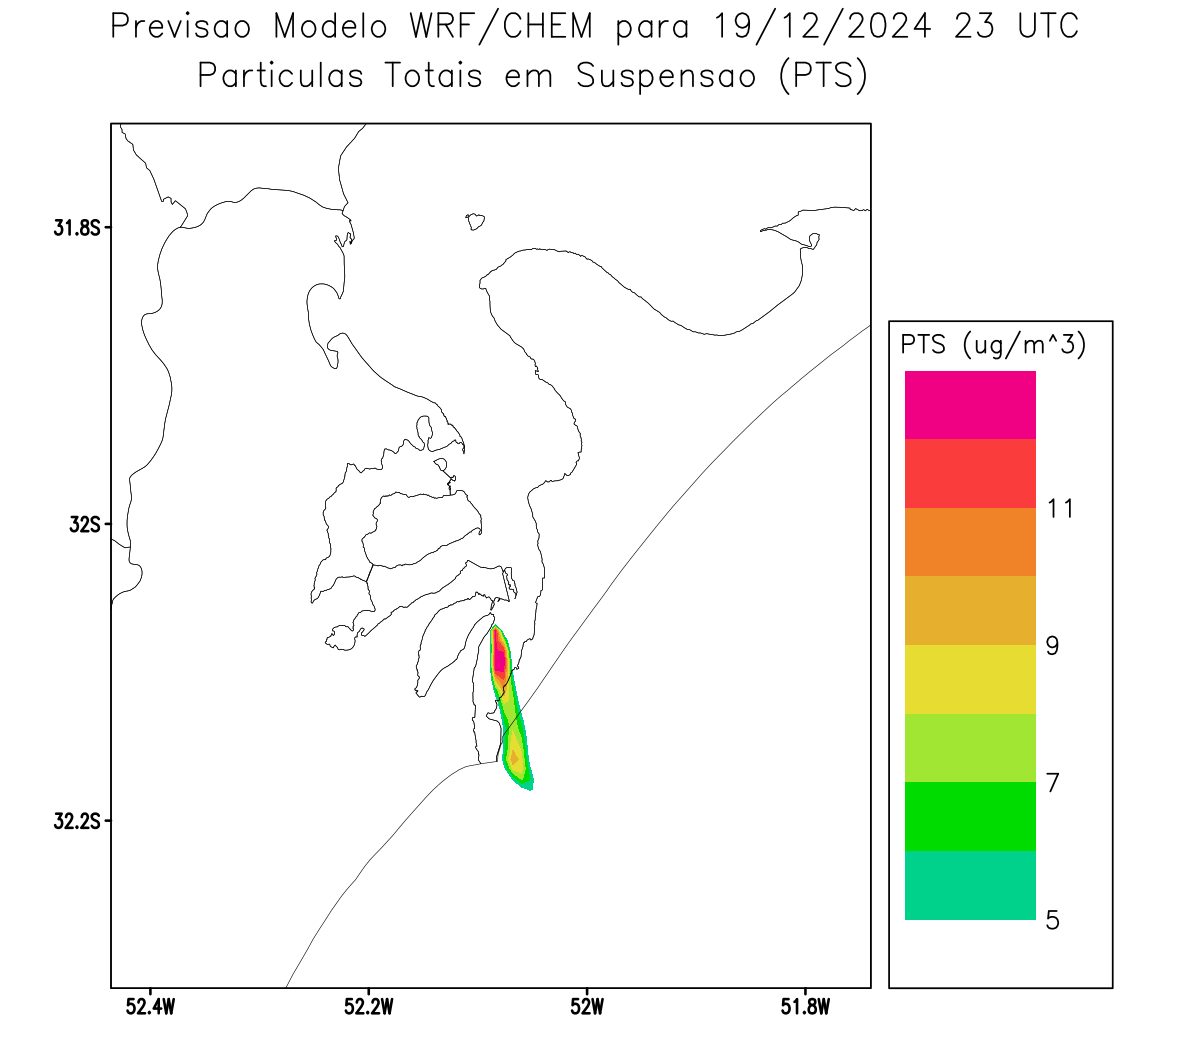 Previsao Modelo WRF/CHEM para 19/12/2024 23 UTC
Particulas Totais em Suspensao (PTS)
31.8S
32S
32.2S
52.4W
52.2W
52W
51.8W
PTS (ug/m^3)
11
9
7
5